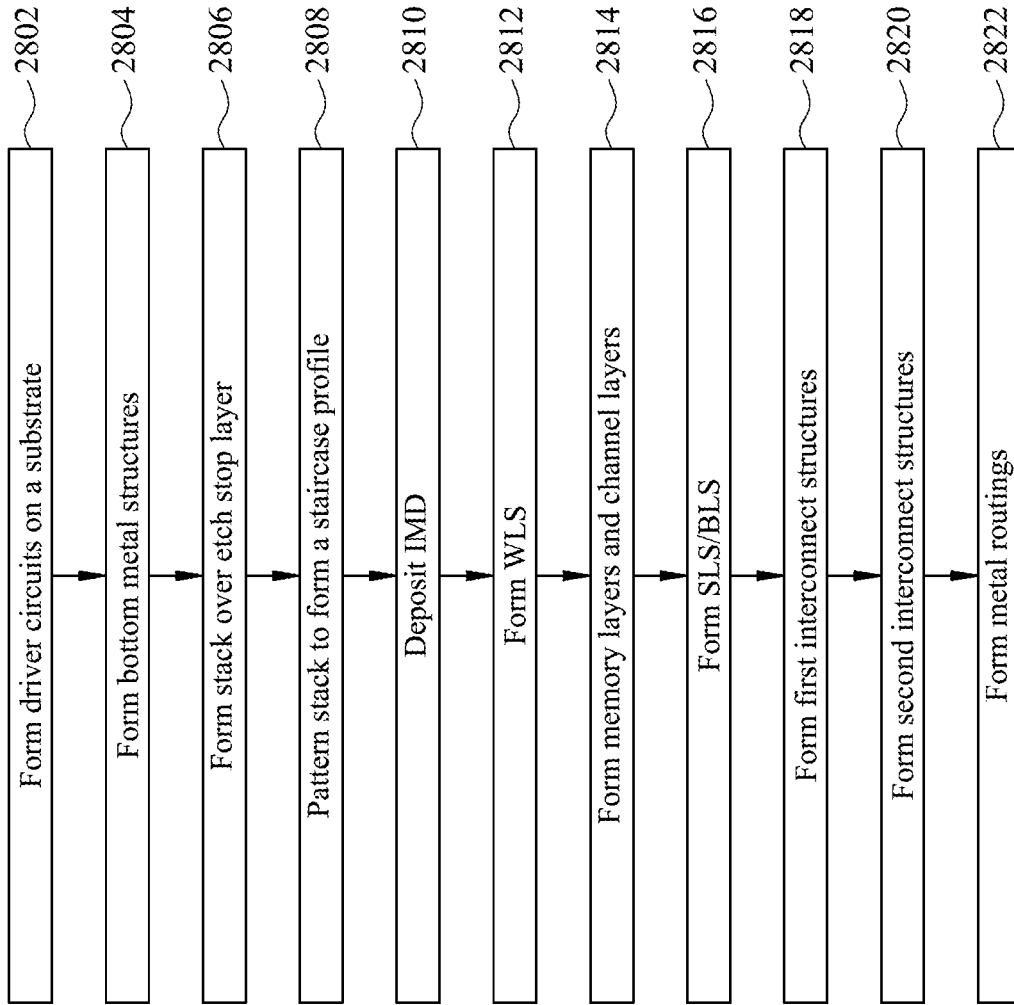 Form driver circuits on a substrate 2802
Form bottom metal structures 2804
Form stack over etch stop layer 2806
Pattern stack to form a staircase profile 2808
Deposit IMD 2810
Form WLS 2812
Form memory layers and channel layers 2814
Form SLS/BLS 2816
Form first interconnect structures 2818
Form second interconnect structures 2820
Form metal routings 2822